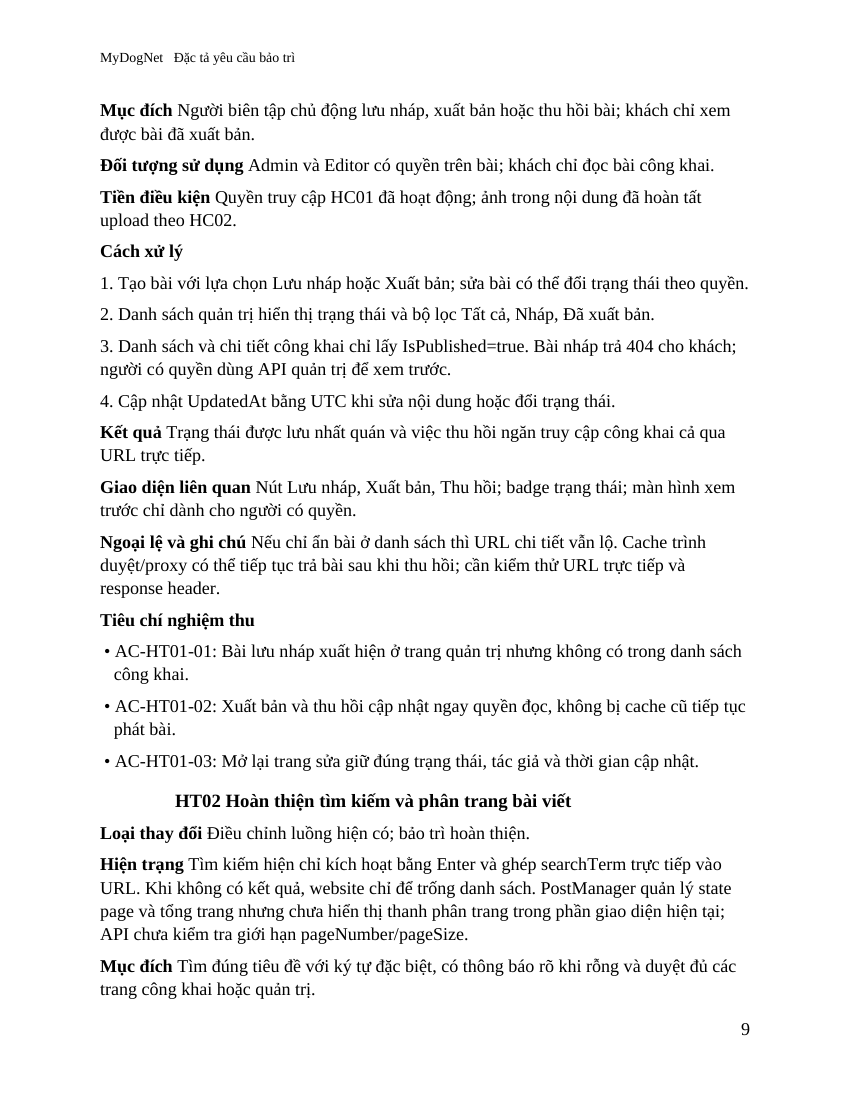 MyDogNet Đặc tả yêu cầu bảo trì
Mục đích Người biên tập chủ động lưu nháp, xuất bản hoặc thu hồi bài; khách chỉ xem
được bài đã xuất bản.
Đối tượng sử dụng Admin và Editor có quyền trên bài; khách chỉ đọc bài công khai.
Tiền điều kiện Quyền truy cập HC01 đã hoạt động; ảnh trong nội dung đã hoàn tất
upload theo HC02.
Cách xử lý
1. Tạo bài với lựa chọn Lưu nháp hoặc Xuất bản; sửa bài có thể đổi trạng thái theo quyền.
2. Danh sách quản trị hiển thị trạng thái và bộ lọc Tất cả, Nháp, Đã xuất bản.
3. Danh sách và chi tiết công khai chỉ lấy IsPublished=true. Bài nháp trả 404 cho khách;
người có quyền dùng API quản trị để xem trước.
4. Cập nhật UpdatedAt bằng UTC khi sửa nội dung hoặc đổi trạng thái.
Kết quả Trạng thái được lưu nhất quán và việc thu hồi ngăn truy cập công khai cả qua
URL trực tiếp.
Giao diện liên quan Nút Lưu nháp, Xuất bản, Thu hồi; badge trạng thái; màn hình xem
trước chỉ dành cho người có quyền.
Ngoại lệ và ghi chú Nếu chỉ ẩn bài ở danh sách thì URL chi tiết vẫn lộ. Cache trình
duyệt/proxy có thể tiếp tục trả bài sau khi thu hồi; cần kiểm thử URL trực tiếp và
response header.
Tiêu chí nghiệm thu
• AC-HT01-01: Bài lưu nháp xuất hiện ở trang quản trị nhưng không có trong danh sách
công khai.
• AC-HT01-02: Xuất bản và thu hồi cập nhật ngay quyền đọc, không bị cache cũ tiếp tục
phát bài.
• AC-HT01-03: Mở lại trang sửa giữ đúng trạng thái, tác giả và thời gian cập nhật.
HT02 Hoàn thiện tìm kiếm và phân trang bài viết
Loại thay đổi Điều chỉnh luồng hiện có; bảo trì hoàn thiện.
Hiện trạng Tìm kiếm hiện chỉ kích hoạt bằng Enter và ghép searchTerm trực tiếp vào
URL. Khi không có kết quả, website chỉ để trống danh sách. PostManager quản lý state
page và tổng trang nhưng chưa hiển thị thanh phân trang trong phần giao diện hiện tại;
API chưa kiểm tra giới hạn pageNumber/pageSize.
Mục đích Tìm đúng tiêu đề với ký tự đặc biệt, có thông báo rõ khi rỗng và duyệt đủ các
trang công khai hoặc quản trị.
9